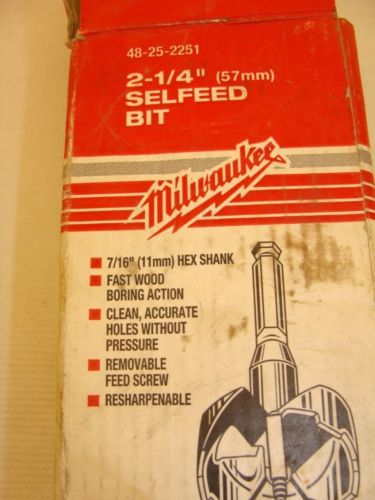 48-25-2251
2-1/4" (57mm)
SELFEED
BIT
Milwaukee
7/16" (11mm) HEX SHANK
FAST WOOD
BORING ACTION
CLEAN, ACCURATE
HOLES WITHOUT
PRESSURE
REMOVABLE
FEED SCREW
RESHARPENABLE